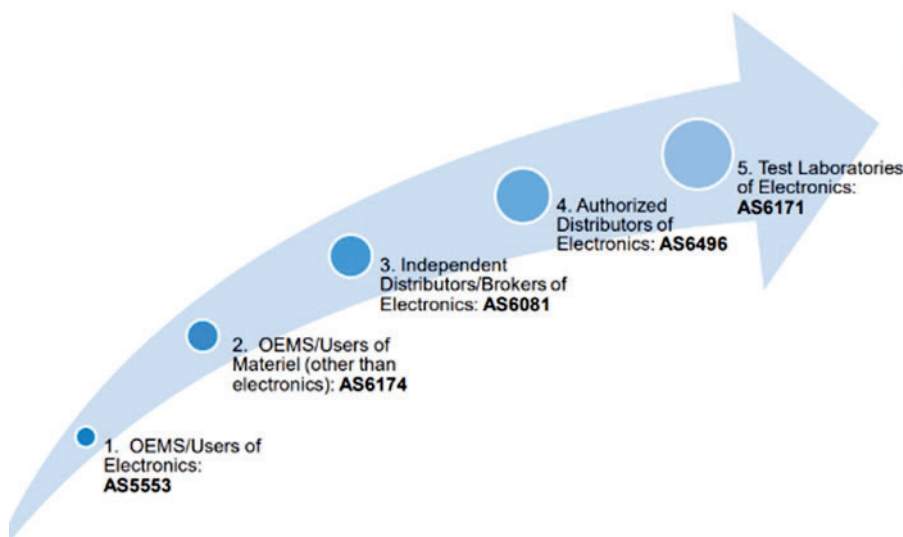 1. OEMS/Users of
Electronics:
AS5553
2. OEMS/Users of
Materiel (other than
electronics): AS6174
3. Independent
Distributors/Brokers of
Electronics: AS6081
4. Authorized
Distributors of
Electronics: AS6496
5. Test Laboratories
of Electronics:
AS6171